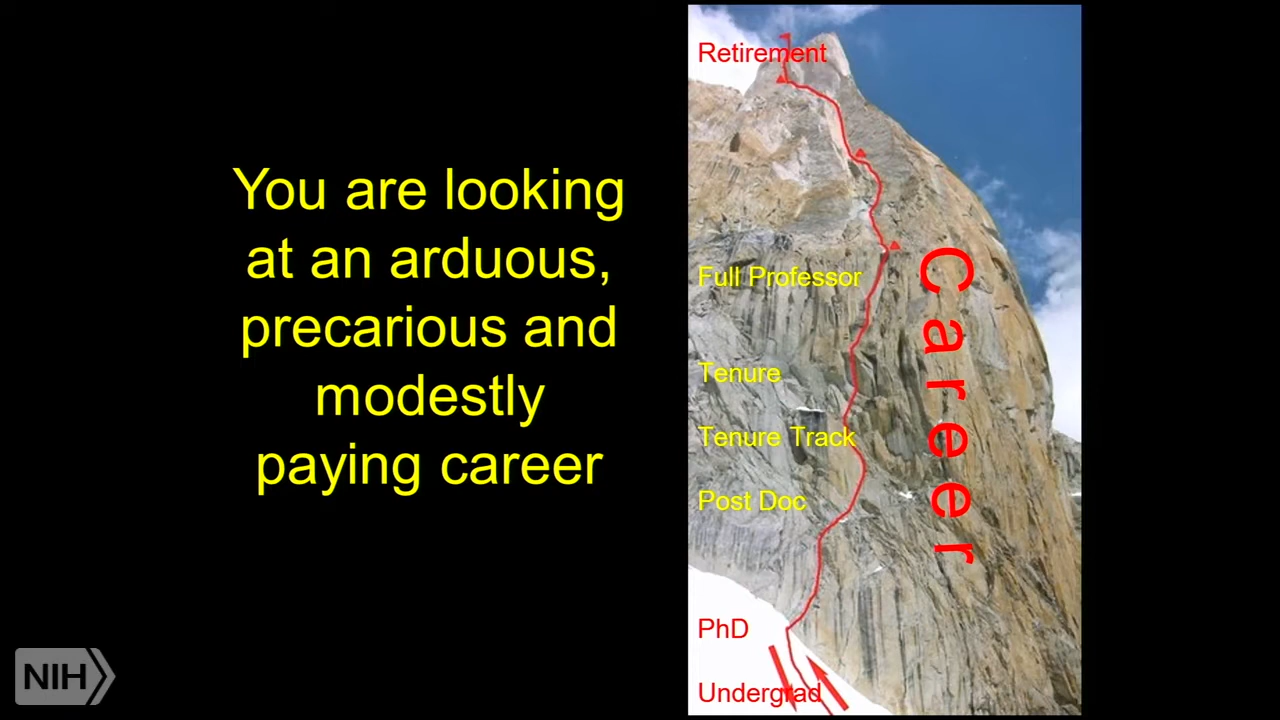 You are looking
at an arduous,
precarious and
modestly
paying career
Retirement
Full Professor
Tenure
Tenure Track
Post Doc
PhD
Undergrad
Career
NIH